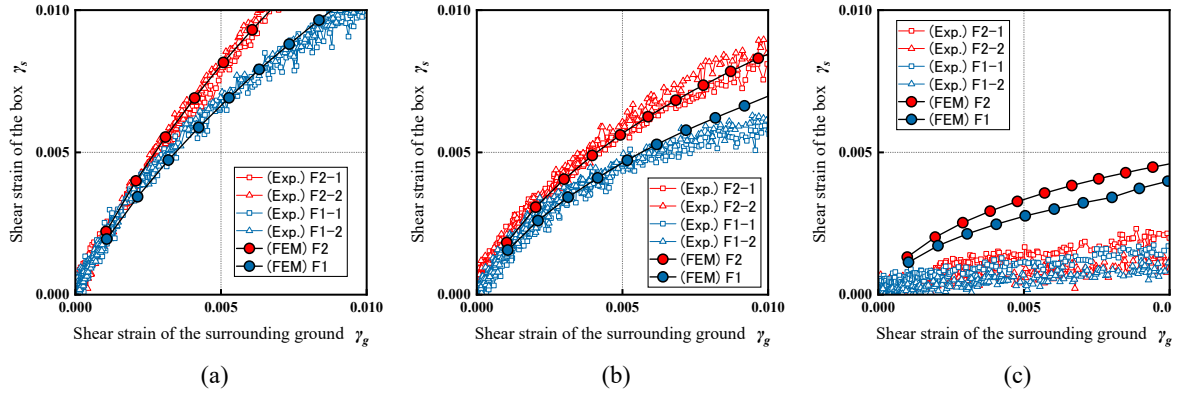 0.010
0.005
0.000
0.000
0.005
0.010
Shear strain of the box γs
Shear strain of the surrounding ground γg
(Exp.) F2−1
(Exp.) F2−2
(Exp.) F1−1
(Exp.) F1−2
(FEM) F2
(FEM) F1
(a)
0.010
0.005
0.000
0.000
0.005
0.010
Shear strain of the box γs
Shear strain of the surrounding ground γg
(Exp.) F2−1
(Exp.) F2−2
(Exp.) F1−1
(Exp.) F1−2
(FEM) F2
(FEM) F1
(b)
0.010
0.005
0.000
0.000
0.005
0.0
Shear strain of the box γs
Shear strain of the surrounding ground γg
(Exp.) F2−1
(Exp.) F2−2
(Exp.) F1−1
(Exp.) F1−2
(FEM) F2
(FEM) F1
(c)